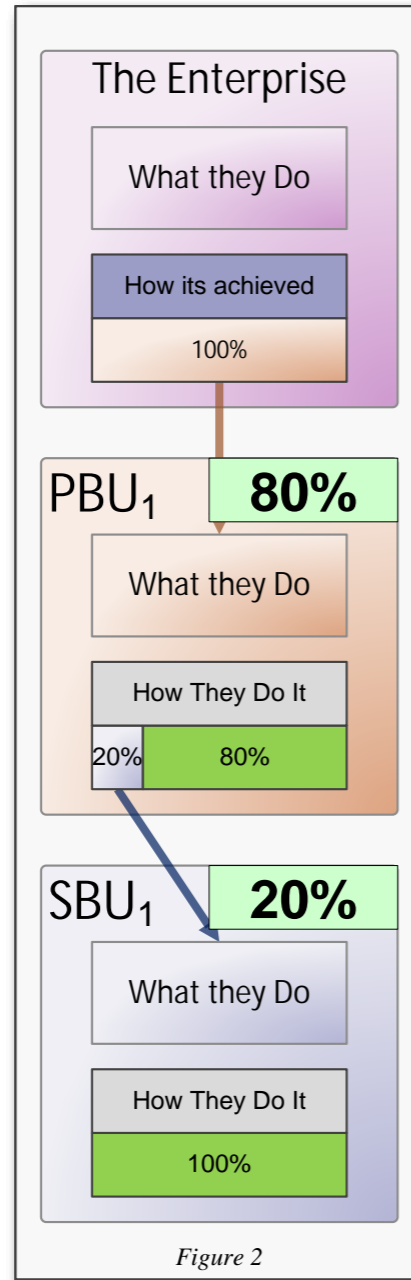 The Enterprise
What they Do
How its achieved
100%
PBU₁
80%
What they Do
How They Do It
20%
80%
SBU₁
20%
What they Do
How They Do It
100%
Figure 2